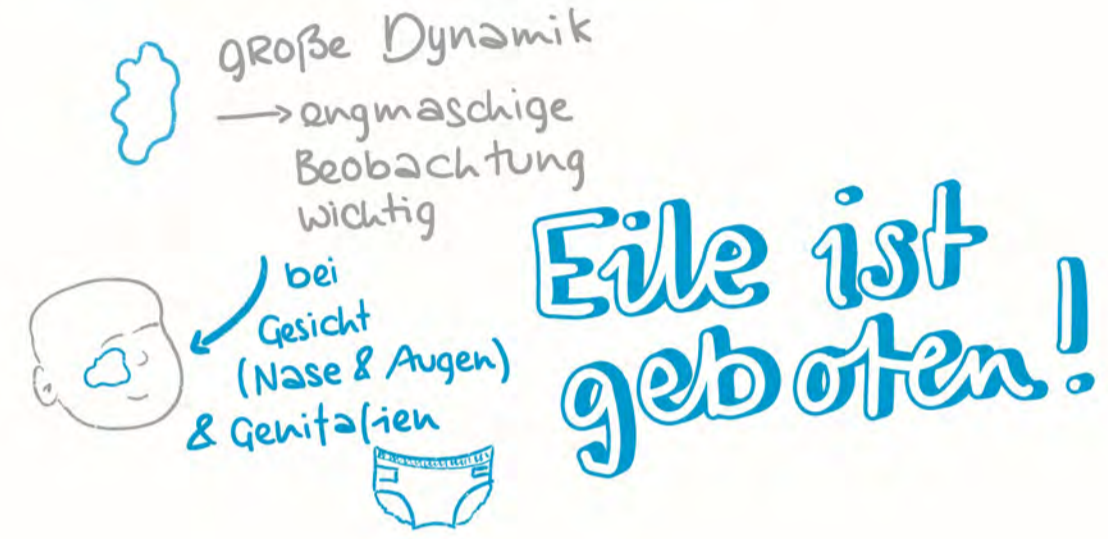 große Dynamik
→ engmaschige
Beobachtung
wichtig
bei
Gesicht
(Nase & Augen)
& Genitalien
Eile ist
geboten!